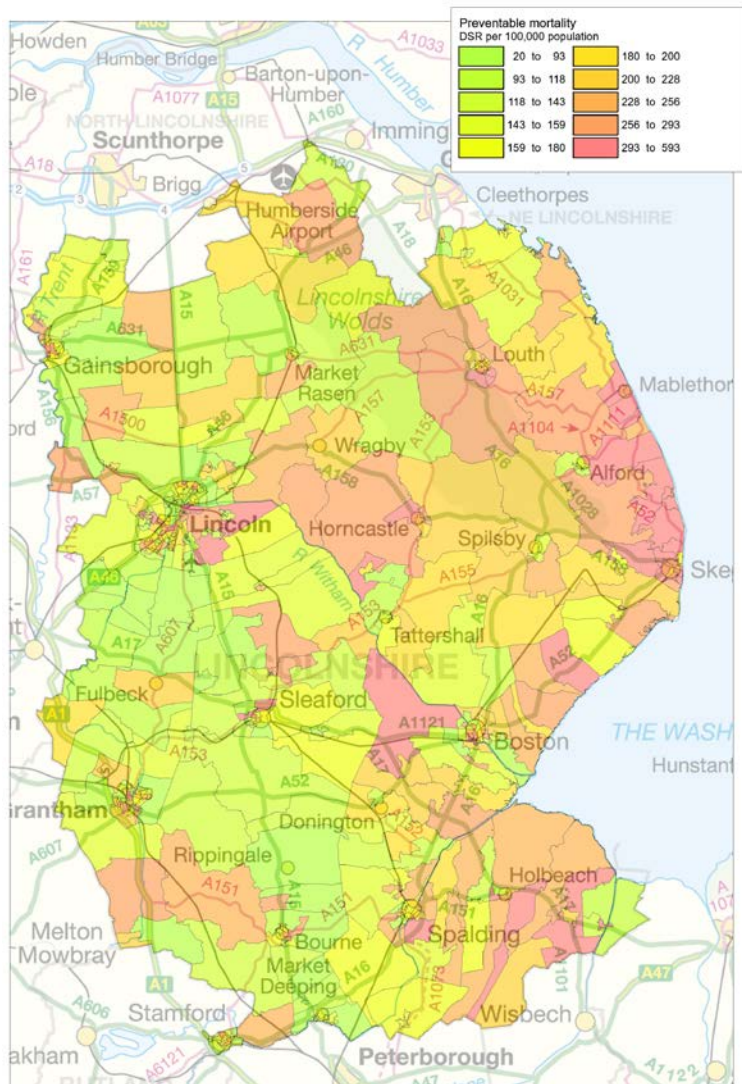 Preventable mortality
DSR per 100,000 population
20 to 93
93 to 118
118 to 143
143 to 159
159 to 180
180 to 200
200 to 228
228 to 256
256 to 293
293 to 593
Howden
A63
A1033
R Humber
Humber Bridge
Barton-upon-
Humber
A1077
A15
A160
NORTH LINCOLNSHIRE
Scunthorpe
Imming
A18
A180
Brigg
Cleethorpes
NE LINCOLNSHIRE
Humberside
Airport
A18
A46
A161
R Trent
A159
A15
A16
A1031
Lincolnshire
Wolds
A631
A631
Louth
Gainsborough
Market
Rasen
A157
Mablethor
A156
A1500
A46
A157
A153
A1104
A1111
Wragby
A16
Alford
A57
A158
A1028
A52
A1133
Lincoln
Horncastle
Spilsby
A158
Ske
A46
A15
R Witham
A155
A17
A607
A153
A16
Tattershall
LINCOLNSHIRE
A52
Fulbeck
Sleaford
A1
A1121
Boston
THE WASH
A153
A17
Hunstant
A52
A16
Grantham
Donington
A607
Rippingale
A151
A15
Holbeach
A17
A151
A151
Melton
Mowbray
Bourne
Spalding
A1
Market
Deeping
A16
A1073
A1101
A47
A606
Stamford
Wisbech
akham
A6121
Peterborough
A47
A1122
RUTLAND